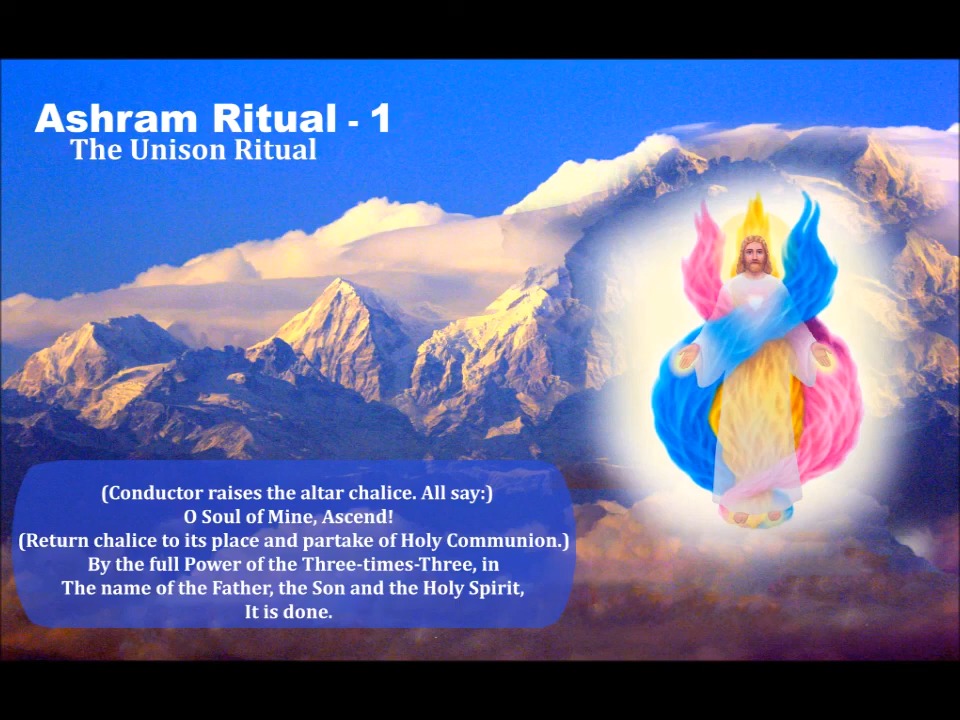 Ashram Ritual - 1
The Unison Ritual
(Conductor raises the altar chalice. All say:)
O Soul of Mine, Ascend!
(Return chalice to its place and partake of Holy Communion.)
By the full Power of the Three-times-Three, in
The name of the Father, the Son and the Holy Spirit,
It is done.